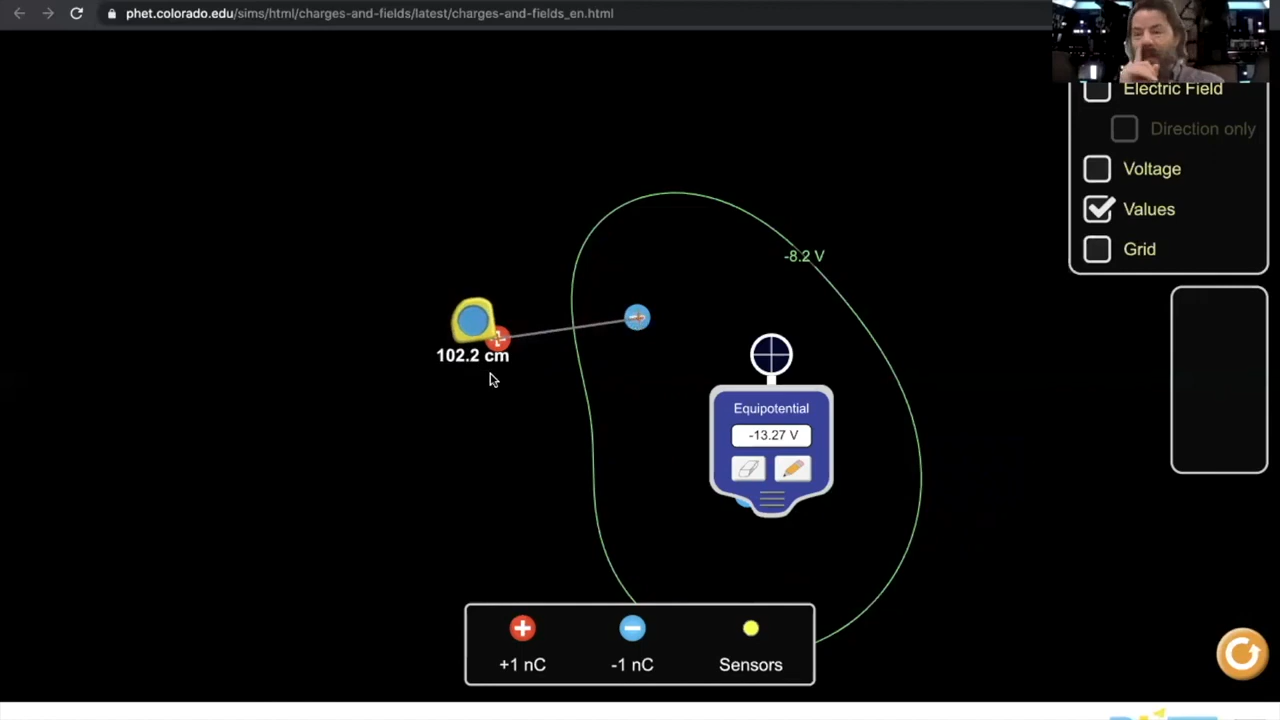 phet.colorado.edu/sims/html/charges-and-fields/latest/charges-and-fields_en.html
Electric Field
Direction only
Voltage
Values
Grid
-8.2 V
102.2 cm
Equipotential
-13.27 V
+1 nC
-1 nC
Sensors